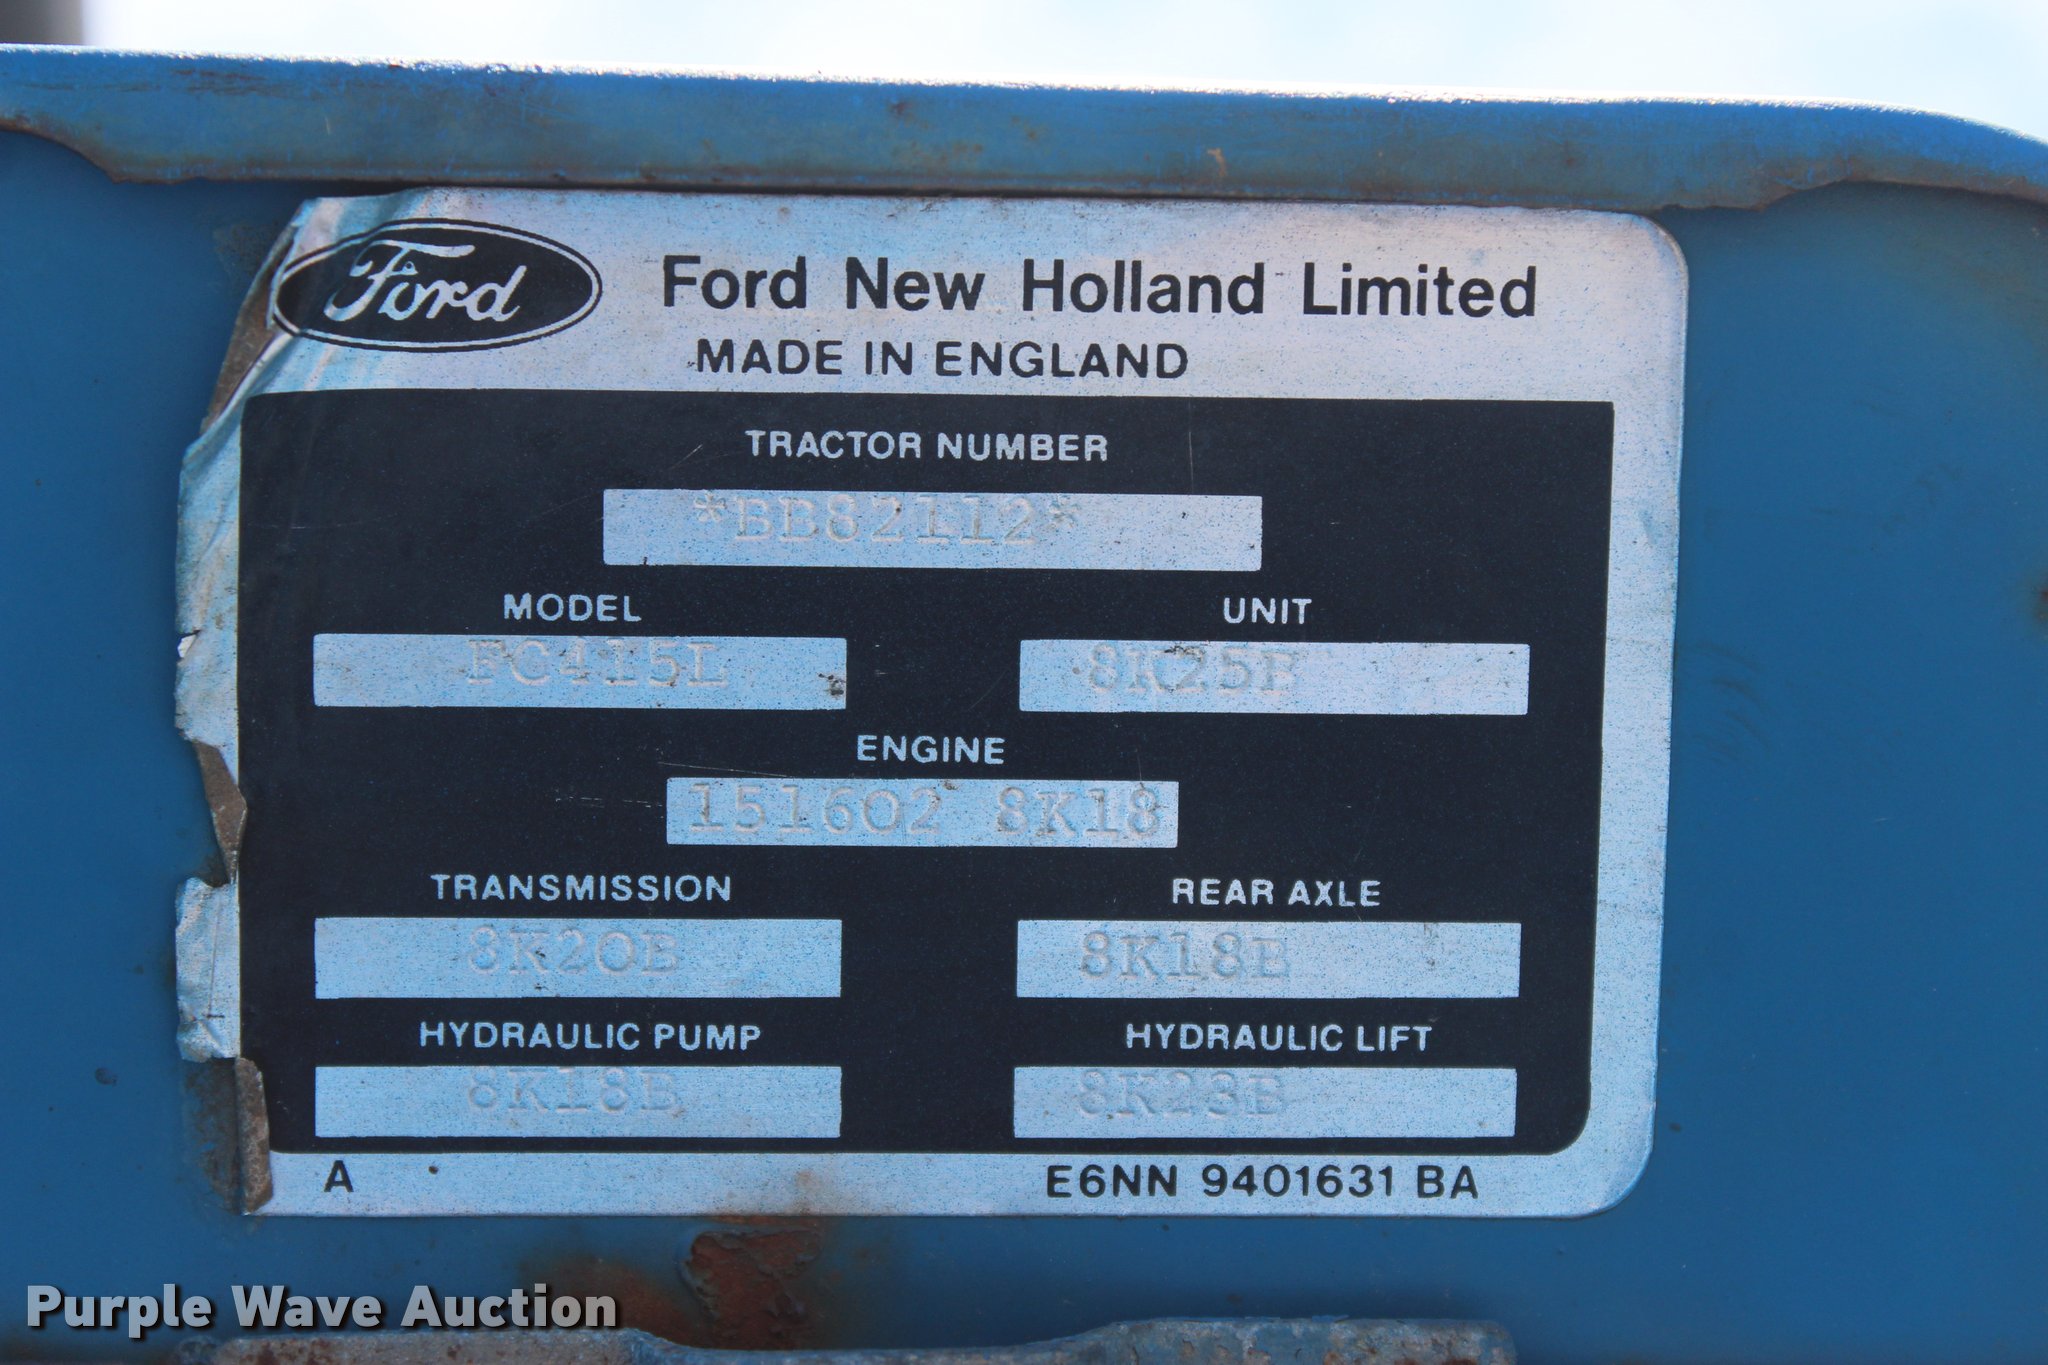 Ford
Ford New Holland Limited
MADE IN ENGLAND
TRACTOR NUMBER
*BB82112*
MODEL
FC415L
UNIT
8K25B
ENGINE
151602 8K18
TRANSMISSION
8K20B
REAR AXLE
8K18E
HYDRAULIC PUMP
8K18B
HYDRAULIC LIFT
8K23B
A
E6NN 9401631 BA
Purple Wave Auction